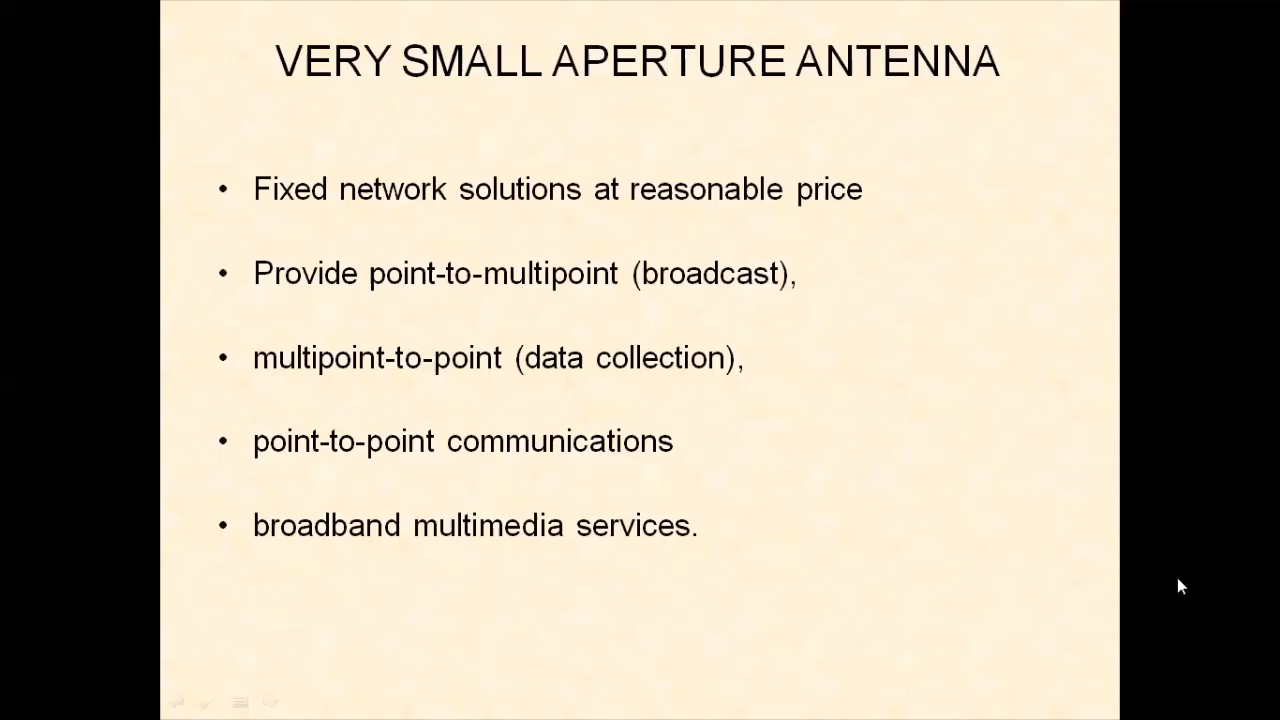 VERY SMALL APERTURE ANTENNA
• Fixed network solutions at reasonable price
• Provide point-to-multipoint (broadcast),
• multipoint-to-point (data collection),
• point-to-point communications
• broadband multimedia services.